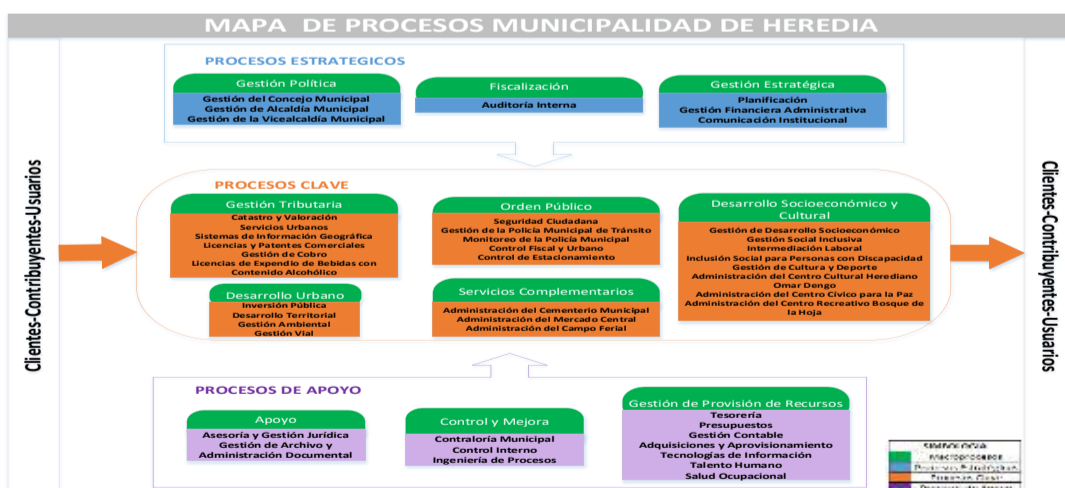 MAPA DE PROCESOS MUNICIPALIDAD DE HEREDIA
Clientes-Contribuyentes-Usuarios
PROCESOS ESTRATEGICOS
Gestión Política
Gestión del Concejo Municipal
Gestión de Alcaldía Municipal
Gestión de la Vicealcaldía Municipal
Fiscalización
Auditoría Interna
Gestión Estratégica
Planificación
Gestión Financiera Administrativa
Comunicación Institucional
PROCESOS CLAVE
Gestión Tributaria
Catastro y Valoración
Servicios Urbanos
Sistemas de Información Geográfica
Licencias y Patentes Comerciales
Gestión de Cobro
Licencias de Expendio de Bebidas con
Contenido Alcohólico
Orden Público
Seguridad Ciudadana
Gestión de la Policía Municipal de Tránsito
Monitoreo de la Policía Municipal
Control Fiscal y Urbano
Control de Estacionamiento
Desarrollo Socioeconómico y
Cultural
Gestión de Desarrollo Socioeconómico
Gestión Social Inclusiva
Intermediación Laboral
Inclusión Social para Personas con Discapacidad
Gestión de Cultura y Deporte
Administración del Centro Cultural Herediano
Omar Dengo
Administración del Centro Cívico para la Paz
Administración del Centro Recreativo Bosque de
la Hoja
Desarrollo Urbano
Inversión Pública
Desarrollo Territorial
Gestión Ambiental
Gestión Vial
Servicios Complementarios
Administración del Cementerio Municipal
Administración del Mercado Central
Administración del Campo Ferial
Clientes-Contribuyentes-Usuarios
PROCESOS DE APOYO
Apoyo
Asesoría y Gestión Jurídica
Gestión de Archivo y
Administración Documental
Control y Mejora
Contraloría Municipal
Control Interno
Ingeniería de Procesos
Gestión de Provisión de Recursos
Tesorería
Presupuestos
Gestión Contable
Adquisiciones y Aprovisionamiento
Tecnologías de Información
Talento Humano
Salud Ocupacional
SIMBOLOGIA
Macroprocesos
Procesos Estratégicos
Procesos Clave